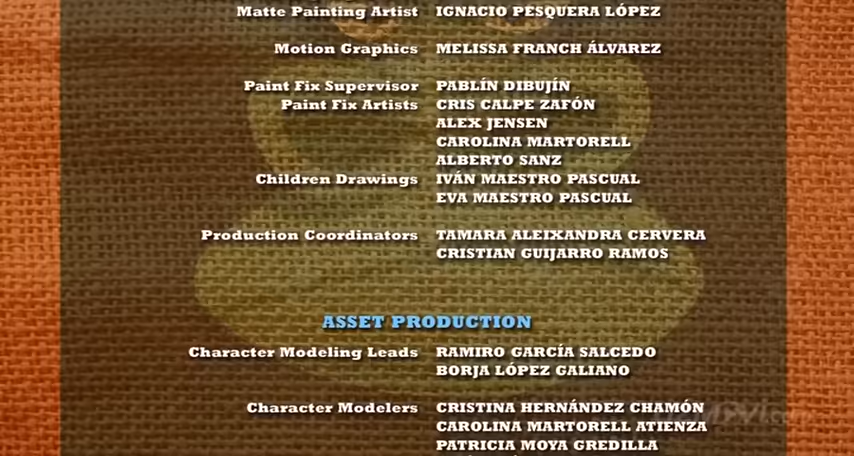 Matte Painting Artist IGNACIO PESQUERA LÓPEZ
Motion Graphics MELISSA FRANCH ÁLVAREZ
Paint Fix Supervisor PABLÍN DIBUJÍN
Paint Fix Artists CRIS CALPE ZAFÓN
ALEX JENSEN
CAROLINA MARTORELL
ALBERTO SANZ
Children Drawings IVÁN MAESTRO PASCUAL
EVA MAESTRO PASCUAL
Production Coordinators TAMARA ALEIXANDRA CERVERA
CRISTIAN GUIJARRO RAMOS
ASSET PRODUCTION
Character Modeling Leads RAMIRO GARCÍA SALCEDO
BORJA LÓPEZ GALIANO
Character Modelers CRISTINA HERNÁNDEZ CHAMÓN
CAROLINA MARTORELL ATIENZA
PATRICIA MOYA GREDILLA